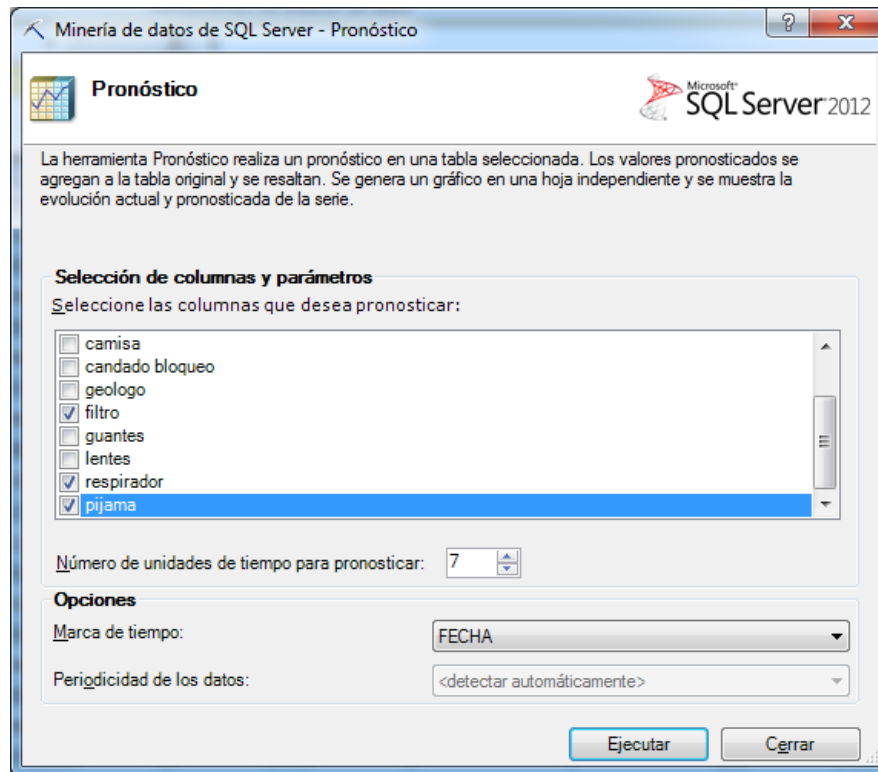 Minería de datos de SQL Server - Pronóstico
Pronóstico
Microsoft®
SQL Server® 2012
La herramienta Pronóstico realiza un pronóstico en una tabla seleccionada. Los valores pronosticados se
agregan a la tabla original y se resaltan. Se genera un gráfico en una hoja independiente y se muestra la
evolución actual y pronosticada de la serie.
Selección de columnas y parámetros
Seleccione las columnas que desea pronosticar:
camisa
candado bloqueo
geologo
filtro
guantes
lentes
respirador
pijama
Número de unidades de tiempo para pronosticar: 7
Opciones
Marca de tiempo: FECHA
Periodicidad de los datos: <detectar automáticamente>
Ejecutar Cerrar